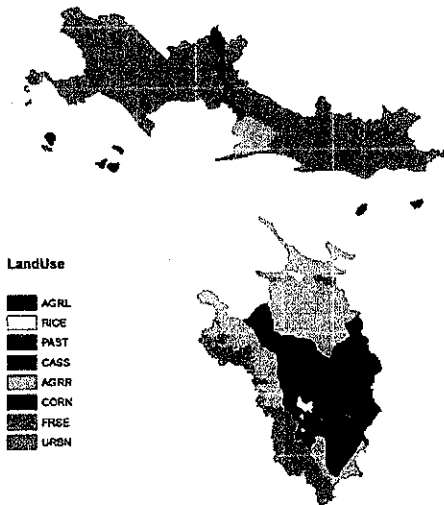 LandUse
AGRL
RICE
PAST
CASS
AGRR
CORN
FRSE
URBN